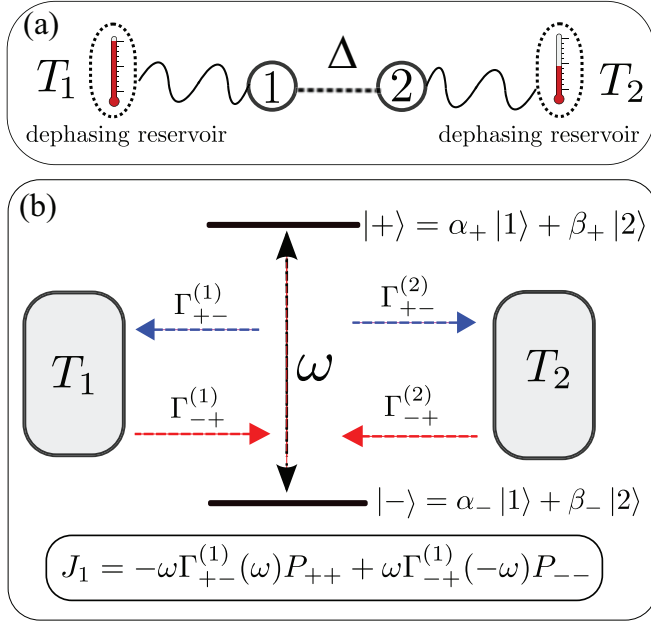 (a)
T₁ 1 Δ 2 T₂
dephasing reservoir dephasing reservoir
(b)
|+⟩ = α₊ |1⟩ + β₊ |2⟩
Γ₊₋⁽¹⁾ Γ₊₋⁽²⁾
T₁ ω T₂
Γ₋₊⁽¹⁾ Γ₋₊⁽²⁾
|−⟩ = α₋ |1⟩ + β₋ |2⟩
J₁ = −ωΓ₊₋⁽¹⁾(ω)P₊₊ + ωΓ₋₊⁽¹⁾(−ω)P₋₋